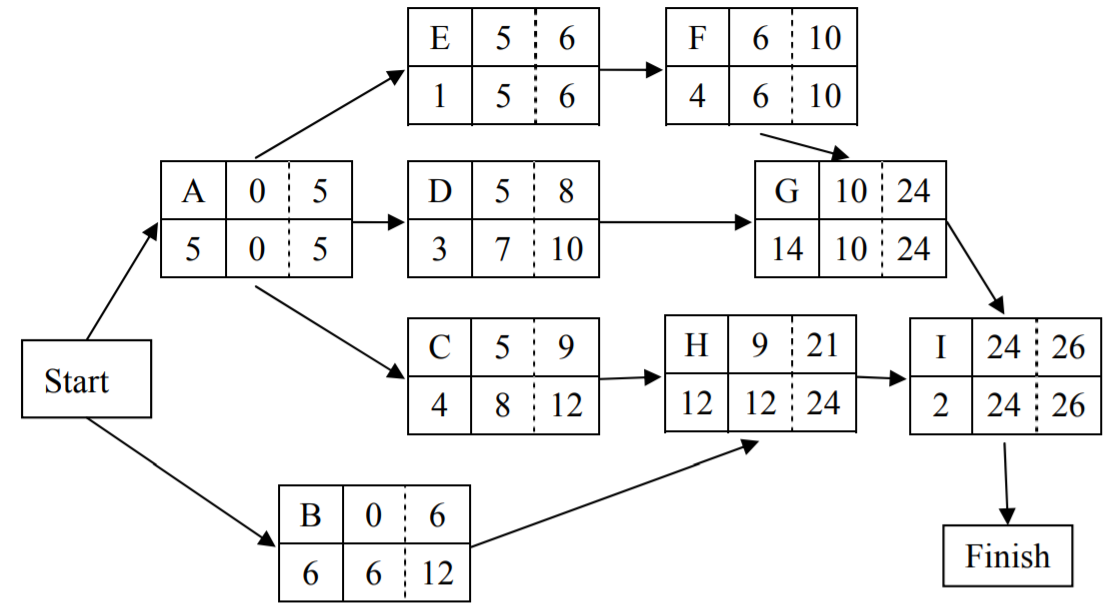 E 5 6
1 5 6
F 6 10
4 6 10
A 0 5
5 0 5
D 5 8
3 7 10
G 10 24
14 10 24
Start
C 5 9
4 8 12
H 9 21
12 12 24
I 24 26
2 24 26
B 0 6
6 6 12
Finish